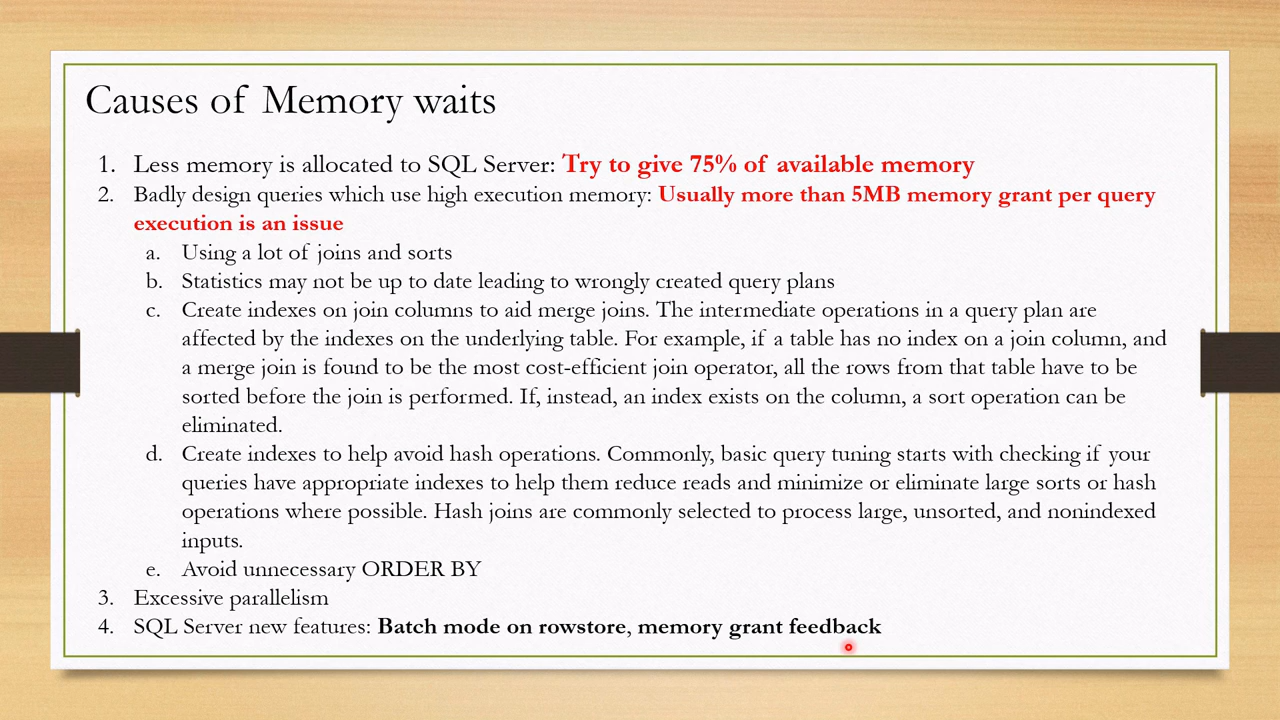 Causes of Memory waits
1. Less memory is allocated to SQL Server: Try to give 75% of available memory
2. Badly design queries which use high execution memory: Usually more than 5MB memory grant per query
execution is an issue
a. Using a lot of joins and sorts
b. Statistics may not be up to date leading to wrongly created query plans
c. Create indexes on join columns to aid merge joins. The intermediate operations in a query plan are
affected by the indexes on the underlying table. For example, if a table has no index on a join column, and
a merge join is found to be the most cost-efficient join operator, all the rows from that table have to be
sorted before the join is performed. If, instead, an index exists on the column, a sort operation can be
eliminated.
d. Create indexes to help avoid hash operations. Commonly, basic query tuning starts with checking if your
queries have appropriate indexes to help them reduce reads and minimize or eliminate large sorts or hash
operations where possible. Hash joins are commonly selected to process large, unsorted, and nonindexed
inputs.
e. Avoid unnecessary ORDER BY
3. Excessive parallelism
4. SQL Server new features: Batch mode on rowstore, memory grant feedback